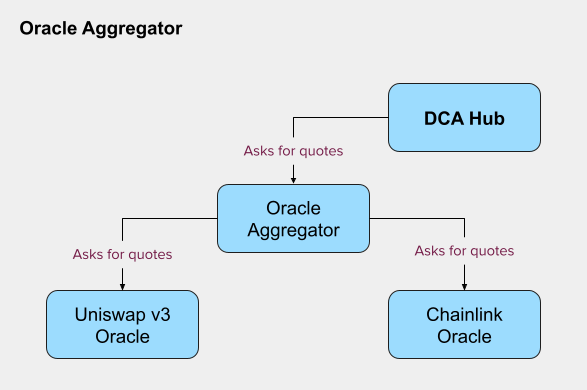 Oracle Aggregator
DCA Hub
Asks for quotes
Oracle
Aggregator
Asks for quotes
Asks for quotes
Uniswap v3
Oracle
Chainlink
Oracle